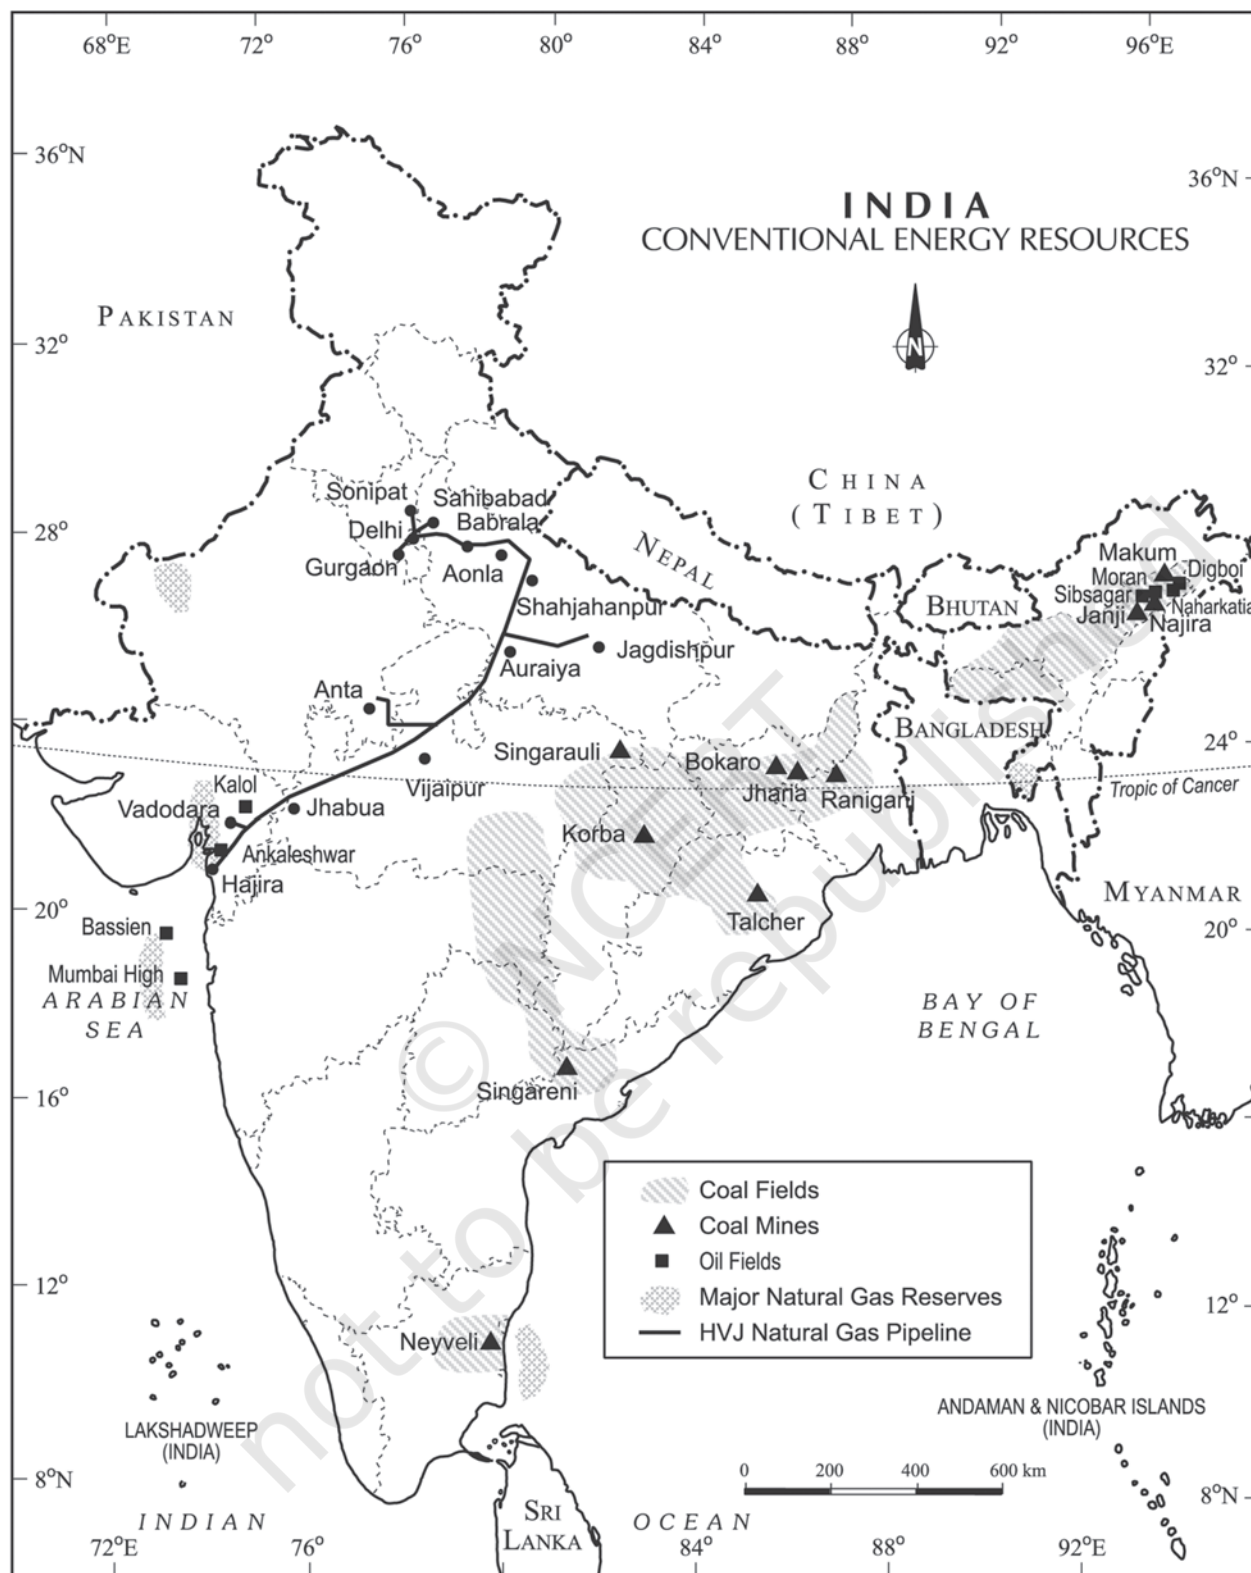 68°E 72° 76° 80° 84° 88° 92° 96°E
36°N
36°N
INDIA
CONVENTIONAL ENERGY RESOURCES
N
PAKISTAN
32°
32°
CHINA
(TIBET)
Sonipat
Sahibabad
Delhi
Babrala
28°
NEPAL
Gurgaon
Aonla
Shahjahanpur
BHUTAN
Makum
Digboi
Moran
Sibsagar
Naharkatia
Janji
Najira
Jagdishpur
Auraiya
Anta
BANGLADESH
24°
Singarauli
Bokaro
Jharia
Raniganj
Tropic of Cancer
Vijaipur
Kalol
Vadodara
Jhabua
Korba
Ankaleshwar
Hajira
MYANMAR
20°
20°
Talcher
Bassien
Mumbai High
ARABIAN
SEA
BAY OF
BENGAL
Singareni
16°
Coal Fields
Coal Mines
Oil Fields
Major Natural Gas Reserves
HVJ Natural Gas Pipeline
12°
12°
Neyveli
LAKSHADWEEP
(INDIA)
ANDAMAN & NICOBAR ISLANDS
(INDIA)
0 200 400 600 km
8°N
8°N
SRI
LANKA
INDIAN OCEAN
72°E 76° 84° 88° 92°E
© NCERT
not to be republished